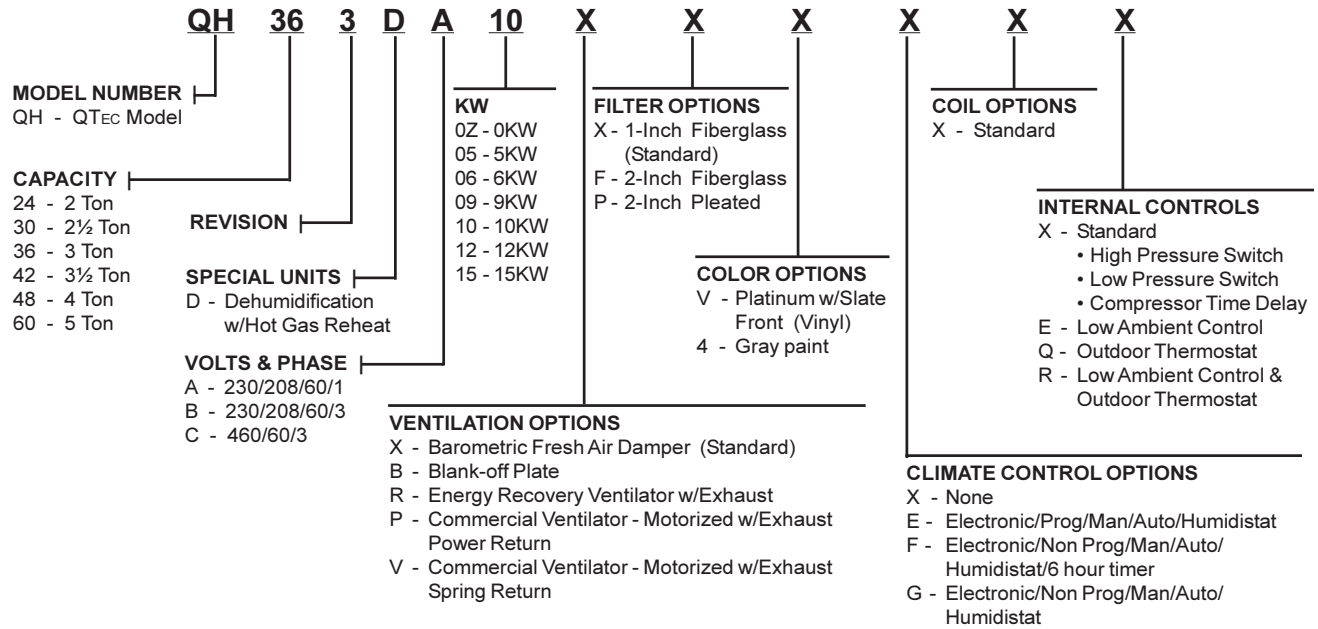 QH 36 3 D A 10 X X X X X X
MODEL NUMBER
QH - QTEC Model
CAPACITY
24 - 2 Ton
30 - 2½ Ton
36 - 3 Ton
42 - 3½ Ton
48 - 4 Ton
60 - 5 Ton
REVISION
SPECIAL UNITS
D - Dehumidification
w/Hot Gas Reheat
VOLTS & PHASE
A - 230/208/60/1
B - 230/208/60/3
C - 460/60/3
KW
0Z - 0KW
05 - 5KW
06 - 6KW
09 - 9KW
10 - 10KW
12 - 12KW
15 - 15KW
VENTILATION OPTIONS
X - Barometric Fresh Air Damper (Standard)
B - Blank-off Plate
R - Energy Recovery Ventilator w/Exhaust
P - Commercial Ventilator - Motorized w/Exhaust
Power Return
V - Commercial Ventilator - Motorized w/Exhaust
Spring Return
FILTER OPTIONS
X - 1-Inch Fiberglass
(Standard)
F - 2-Inch Fiberglass
P - 2-Inch Pleated
COLOR OPTIONS
V - Platinum w/Slate
Front (Vinyl)
4 - Gray paint
CLIMATE CONTROL OPTIONS
X - None
E - Electronic/Prog/Man/Auto/Humidistat
F - Electronic/Non Prog/Man/Auto/
Humidistat/6 hour timer
G - Electronic/Non Prog/Man/Auto/
Humidistat
COIL OPTIONS
X - Standard
INTERNAL CONTROLS
X - Standard
• High Pressure Switch
• Low Pressure Switch
• Compressor Time Delay
E - Low Ambient Control
Q - Outdoor Thermostat
R - Low Ambient Control &
Outdoor Thermostat